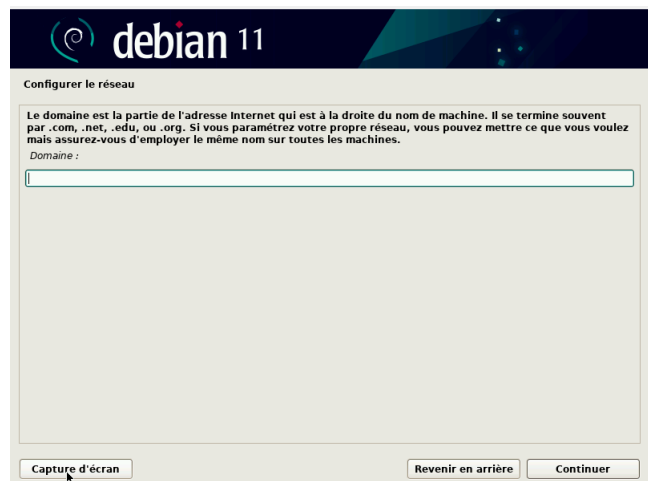 debian 11
Configurer le réseau
Le domaine est la partie de l'adresse Internet qui est à la droite du nom de machine. Il se termine souvent
par .com, .net, .edu, ou .org. Si vous paramétrez votre propre réseau, vous pouvez mettre ce que vous voulez
mais assurez-vous d'employer le même nom sur toutes les machines.
Domaine :
Capture d'écran
Revenir en arrière
Continuer